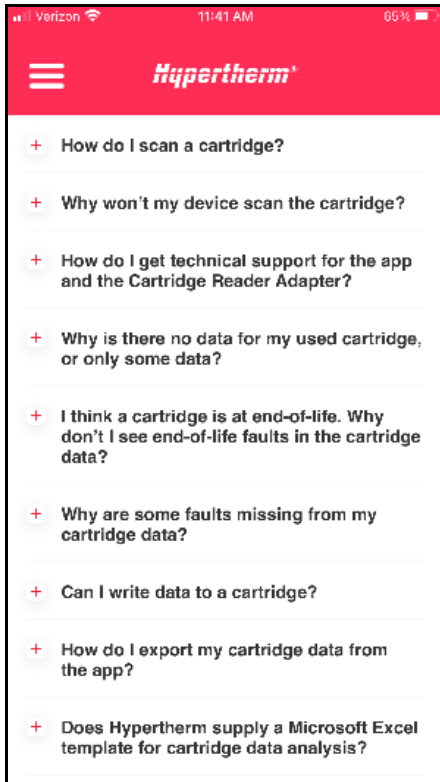 Verizon
11:41 AM
65%
Hypertherm®
+ How do I scan a cartridge?
+ Why won't my device scan the cartridge?
+ How do I get technical support for the app
and the Cartridge Reader Adapter?
+ Why is there no data for my used cartridge,
or only some data?
+ I think a cartridge is at end-of-life. Why
don't I see end-of-life faults in the cartridge
data?
+ Why are some faults missing from my
cartridge data?
+ Can I write data to a cartridge?
+ How do I export my cartridge data from
the app?
+ Does Hypertherm supply a Microsoft Excel
template for cartridge data analysis?